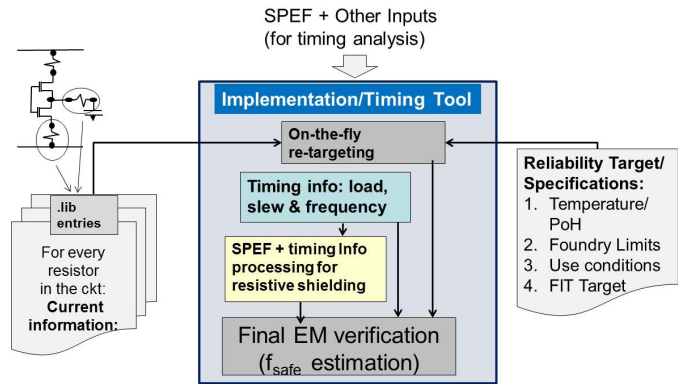 SPEF + Other Inputs
(for timing analysis)
Implementation/Timing Tool
On-the-fly
re-targeting
Timing info: load,
slew & frequency
SPEF + timing Info
processing for
resistive shielding
Final EM verification
(fsafe estimation)
.lib
entries
For every
resistor
in the ckt:
Current
information:
Reliability Target/
Specifications:
1. Temperature/
PoH
2. Foundry Limits
3. Use conditions
4. FIT Target